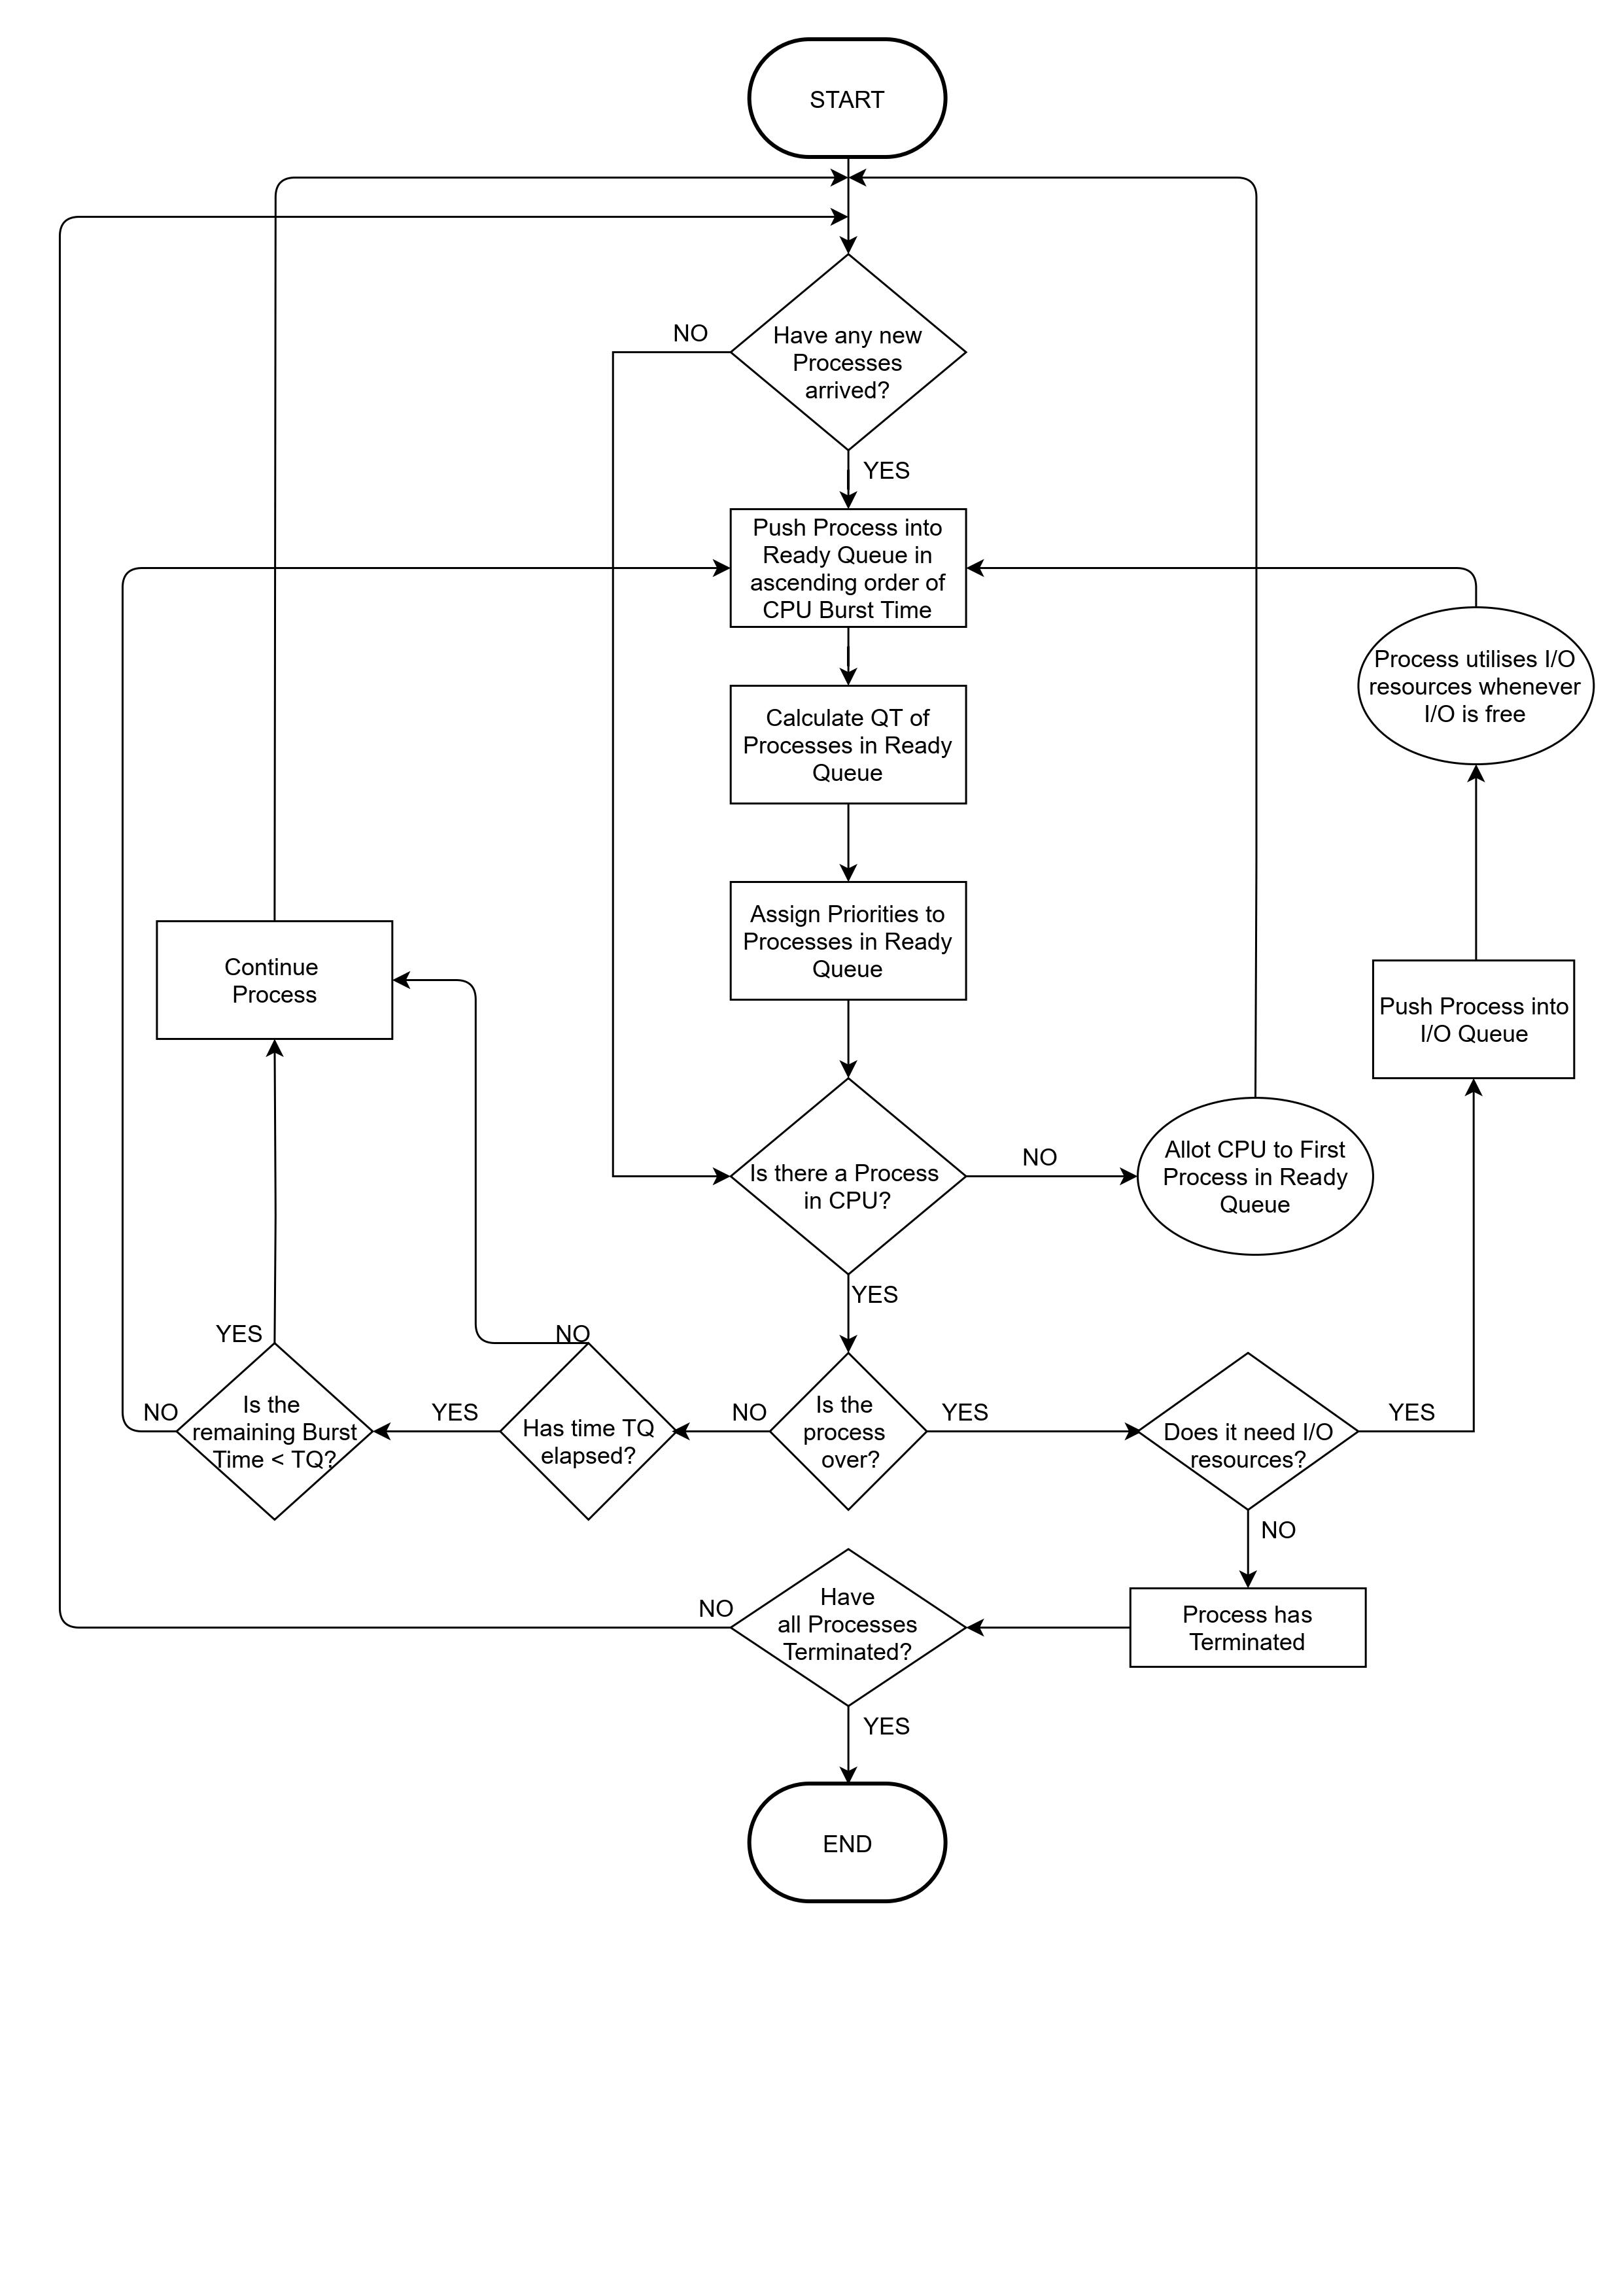 START
NO
Have any new
Processes
arrived?
YES
Push Process into
Ready Queue in
ascending order of
CPU Burst Time
Process utilises I/O
resources whenever
I/O is free
Calculate QT of
Processes in Ready
Queue
Assign Priorities to
Processes in Ready
Queue
Continue
Process
Push Process into
I/O Queue
Is there a Process
in CPU?
NO
Allot CPU to First
Process in Ready
Queue
YES
YES
NO
NO
Is the
remaining Burst
Time < TQ?
YES
Has time TQ
elapsed?
NO
Is the
process
over?
YES
Does it need I/O
resources?
YES
NO
NO
Have
all Processes
Terminated?
Process has
Terminated
YES
END